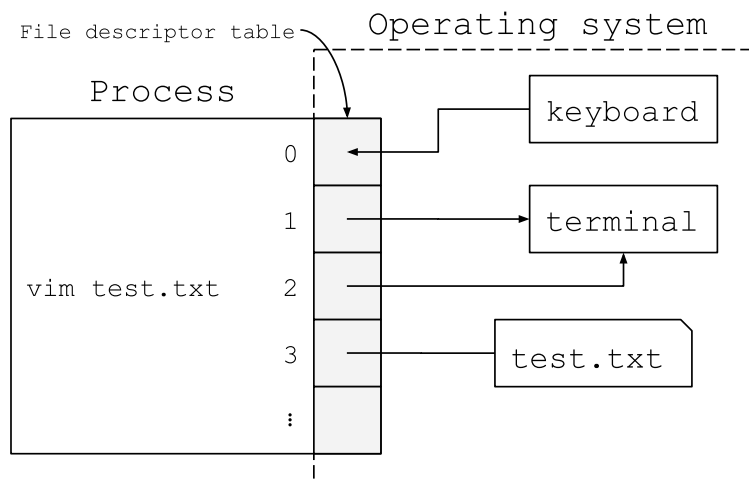 File descriptor table
Operating system
Process
keyboard
0
1
terminal
vim test.txt
2
3
test.txt
⋮